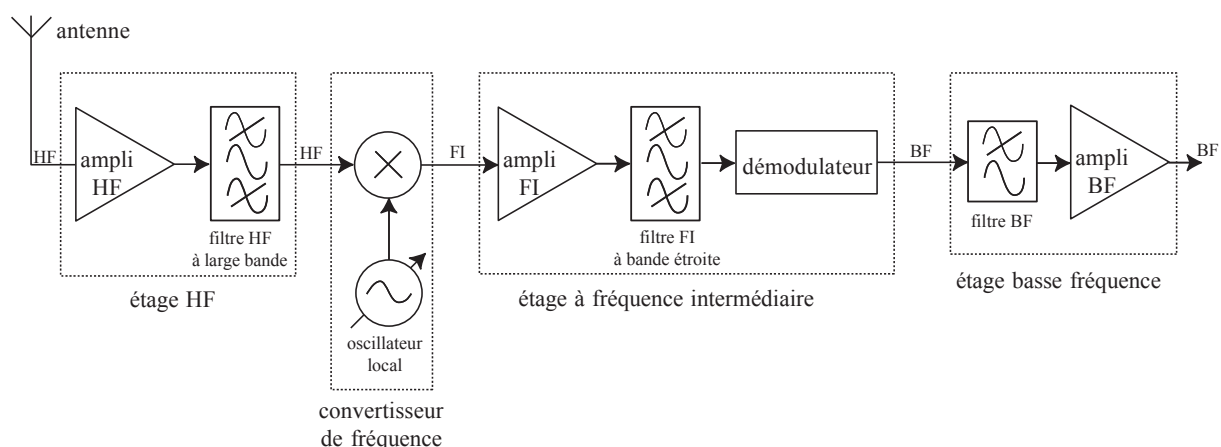 antenne
HF
ampli
HF
filtre HF
à large bande
étage HF
HF
oscillateur
local
convertisseur
de fréquence
FI
ampli
FI
filtre FI
à bande étroite
démodulateur
étage à fréquence intermédiaire
BF
filtre BF
ampli
BF
étage basse fréquence
BF